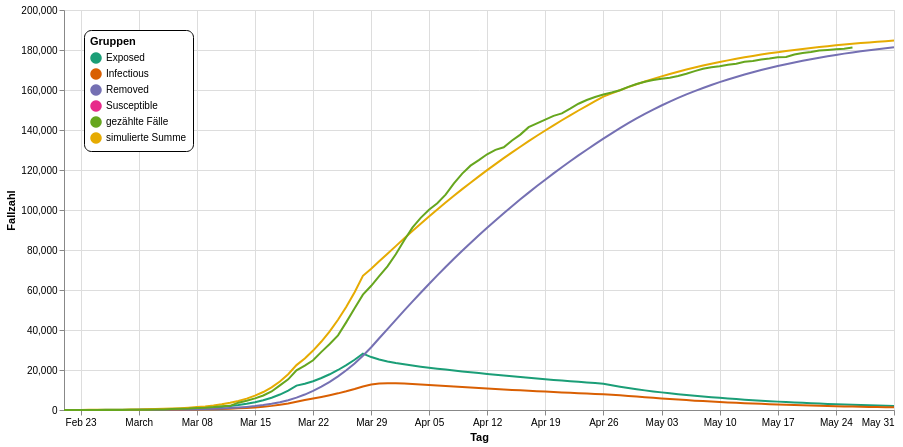 200,000
180,000
160,000
140,000
120,000
100,000
80,000
60,000
40,000
20,000
0
Fallzahl
Gruppen
Exposed
Infectious
Removed
Susceptible
gezählte Fälle
simulierte Summe
Feb 23 March Mar 08 Mar 15 Mar 22 Mar 29 Apr 05 Apr 12 Apr 19 Apr 26 May 03 May 10 May 17 May 24 May 31
Tag